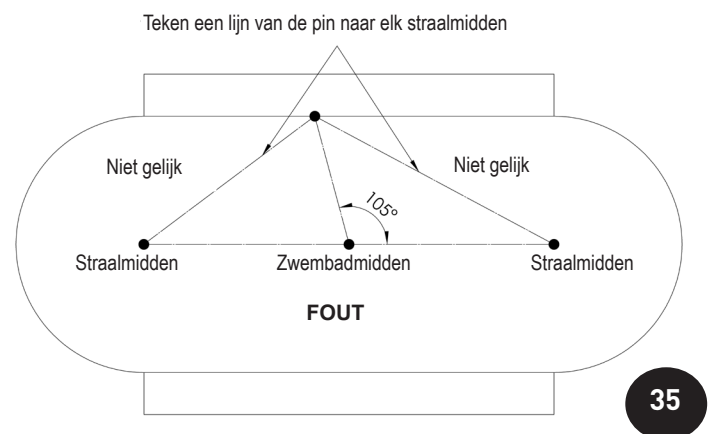 Teken een lijn van de pin naar elk straalmidden
Niet gelijk
Niet gelijk
105°
Straalmidden
Zwembadmidden
Straalmidden
FOUT
35